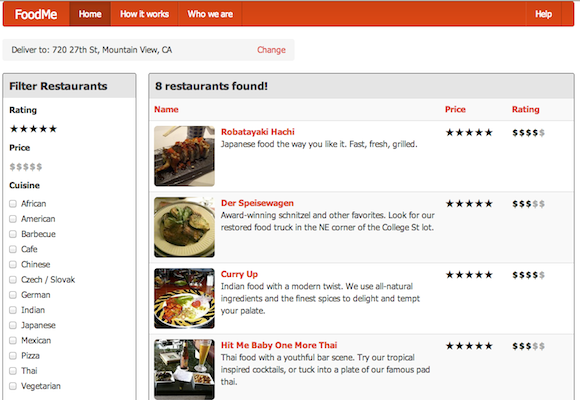 FoodMe Home How it works Who we are Help
Deliver to: 720 27th St, Mountain View, CA Change
Filter Restaurants
Rating
★★★★★
Price
$$$$$
Cuisine
African
American
Barbecue
Cafe
Chinese
Czech / Slovak
German
Indian
Japanese
Mexican
Pizza
Thai
Vegetarian
8 restaurants found!
Name Price Rating
Robatayaki Hachi ★★★★★ $$$$$
Japanese food the way you like it. Fast, fresh, grilled.
Der Speisewagen ★★★★★ $$$$$
Award-winning schnitzel and other favorites. Look for our
restored food truck in the NE corner of the College St lot.
Curry Up ★★★★★ $$$$$
Indian food with a modern twist. We use all-natural
ingredients and the finest spices to delight and tempt
your palate.
Hit Me Baby One More Thai ★★★★★ $$$$$
Thai food with a youthful bar scene. Try our tropical
inspired cocktails, or tuck into a plate of our famous pad
thai.